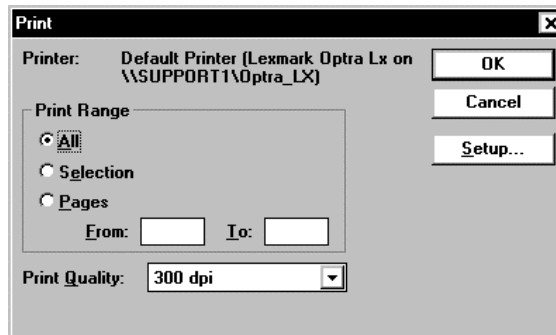 Print
Printer: Default Printer (Lexmark Optra Lx on
\\SUPPORT1\Optra_LX)
OK
Cancel
Setup...
Print Range
All
Selection
Pages
From: To:
Print Quality: 300 dpi